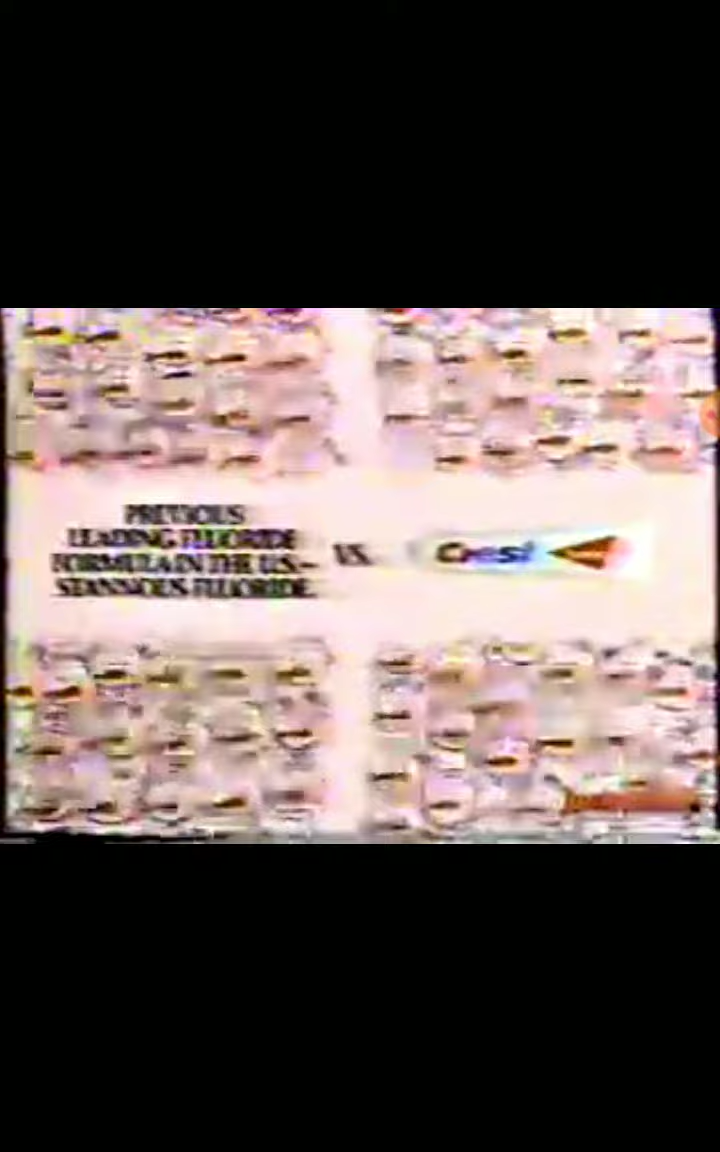 PREVIOUS
LEADING FLUORIDE
FORMULA IN THE U.S.–
STANNOUS FLUORIDE
VS.
Crest